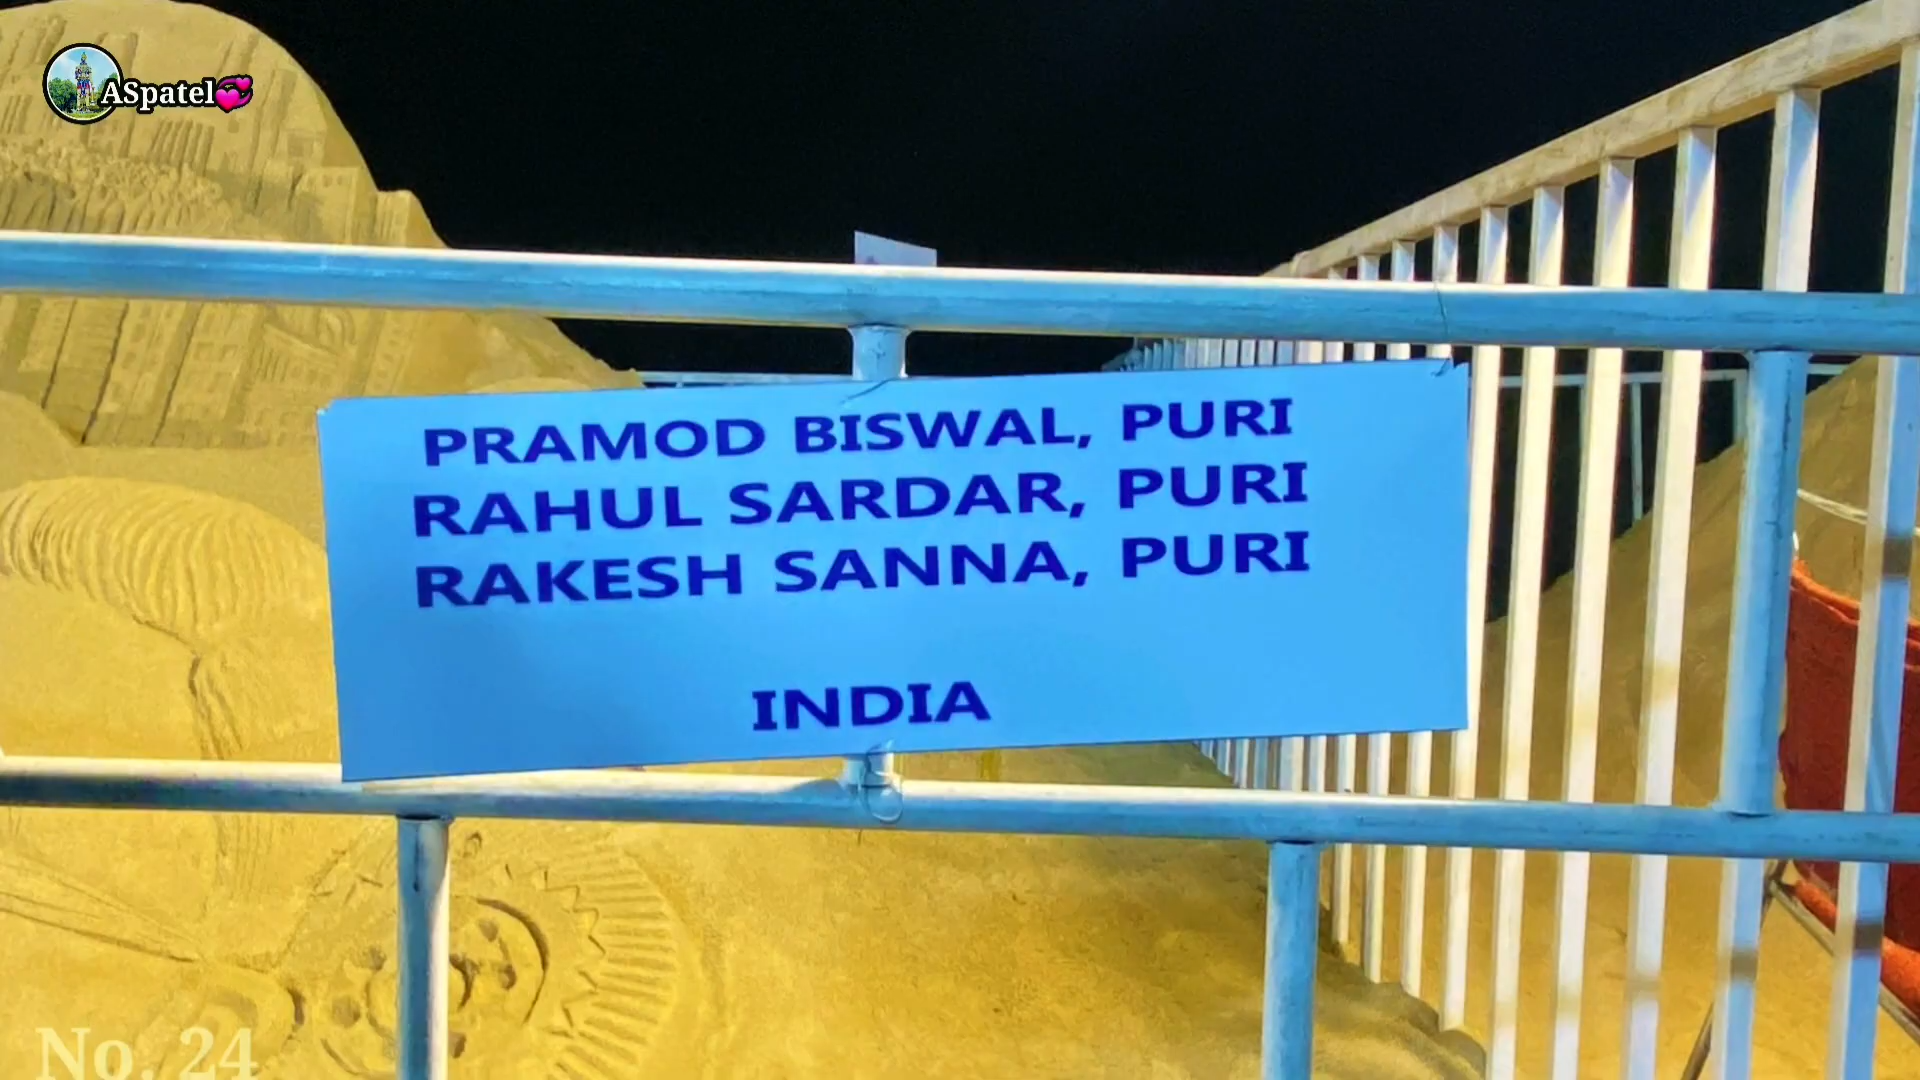 ASpatel
PRAMOD BISWAL, PURI
RAHUL SARDAR, PURI
RAKESH SANNA, PURI
INDIA
No. 24